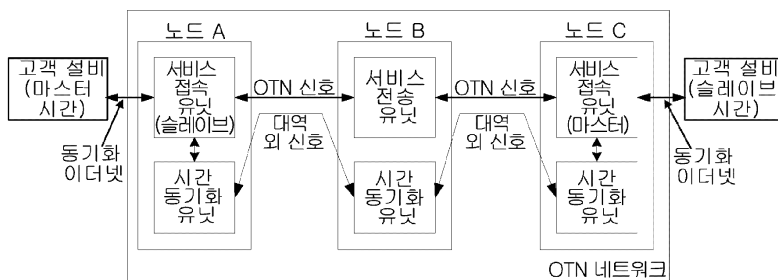 노드 A
노드 B
노드 C
고객 설비
(마스터
시간)
서비스
접속
유닛
(슬레이브)
OTN 신호
서비스
전송
유닛
OTN 신호
서비스
접속
유닛
(마스터)
고객 설비
(슬레이브
시간)
동기화
이더넷
대역
외 신호
대역
외 신호
동기화
이더넷
시간
동기화
유닛
시간
동기화
유닛
시간
동기화
유닛
OTN 네트워크